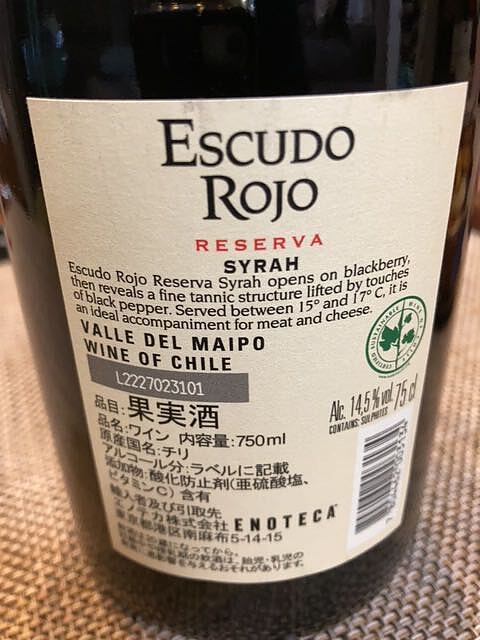 ESCUDO
ROJO
RESERVA
SYRAH
Escudo Rojo Reserva Syrah opens on blackberry,
then reveals a fine tannic structure lifted by touches
of black pepper. Served between 15° and 17° C, it is
an ideal accompaniment for meat and cheese.
VALLE DEL MAIPO
WINE OF CHILE
L2227023101
Alc. 14,5% vol. 75 cl
CONTAINS: SULPHITES
品目:果実酒
品名:ワイン 内容量:750ml
原産国名:チリ
アルコール分:ラベルに記載
添加物:酸化防止剤(亜硫酸塩、
ビタミンC)含有
輸入者及び引取先
エノテカ株式会社 ENOTECA
東京都港区南麻布5-14-15